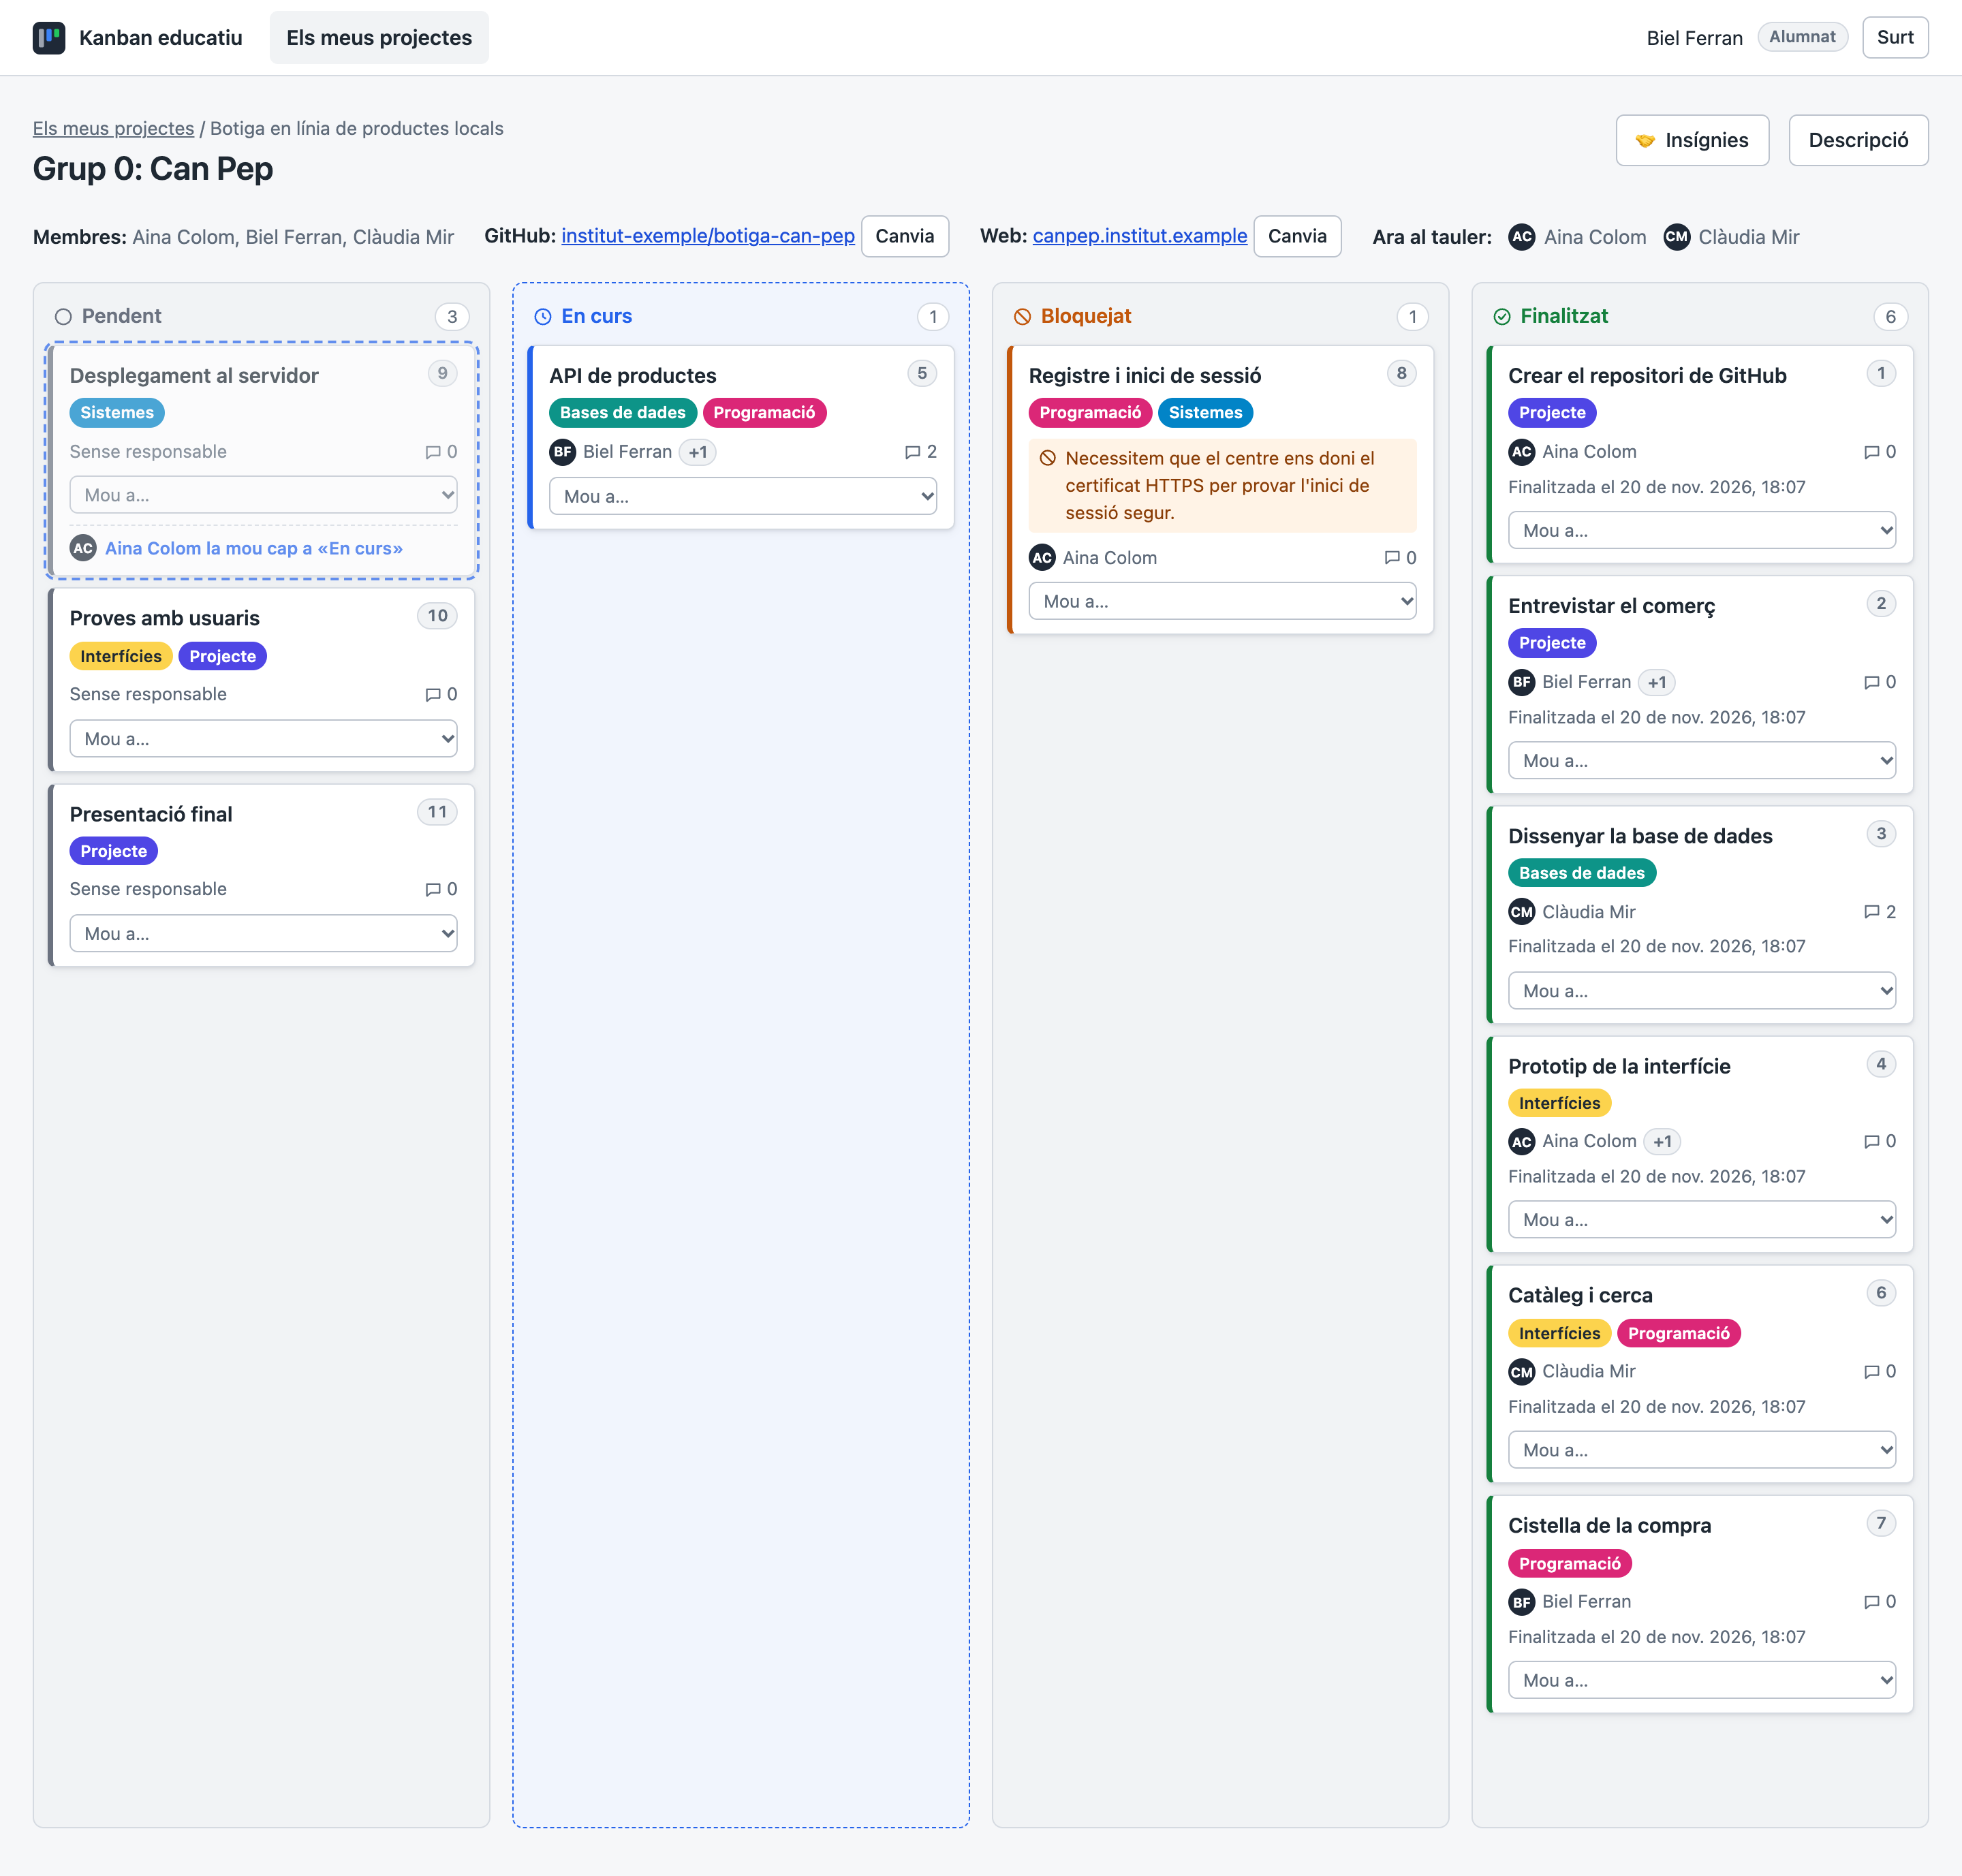 Kanban educatiu
Els meus projectes
Biel Ferran
Alumnat
Surt
Els meus projectes / Botiga en línia de productes locals
Grup 0: Can Pep
Insígnies
Descripció
Membres: Aina Colom, Biel Ferran, Clàudia Mir
GitHub: institut-exemple/botiga-can-pep
Canvia
Web: canpep.institut.example
Canvia
Ara al tauler: AC Aina Colom CM Clàudia Mir
Pendent 3
Desplegament al servidor 9
Sistemes
Sense responsable 0
Mou a...
AC Aina Colom la mou cap a «En curs»
Proves amb usuaris 10
Interfícies Projecte
Sense responsable 0
Mou a...
Presentació final 11
Projecte
Sense responsable 0
Mou a...
En curs 1
API de productes 5
Bases de dades Programació
BF Biel Ferran +1 2
Mou a...
Bloquejat 1
Registre i inici de sessió 8
Programació Sistemes
Necessitem que el centre ens doni el
certificat HTTPS per provar l'inici de
sessió segur.
AC Aina Colom 0
Mou a...
Finalitzat 6
Crear el repositori de GitHub 1
Projecte
AC Aina Colom 0
Finalitzada el 20 de nov. 2026, 18:07
Mou a...
Entrevistar el comerç 2
Projecte
BF Biel Ferran +1 0
Finalitzada el 20 de nov. 2026, 18:07
Mou a...
Dissenyar la base de dades 3
Bases de dades
CM Clàudia Mir 2
Finalitzada el 20 de nov. 2026, 18:07
Mou a...
Prototip de la interfície 4
Interfícies
AC Aina Colom +1 0
Finalitzada el 20 de nov. 2026, 18:07
Mou a...
Catàleg i cerca 6
Interfícies Programació
CM Clàudia Mir 0
Finalitzada el 20 de nov. 2026, 18:07
Mou a...
Cistella de la compra 7
Programació
BF Biel Ferran 0
Finalitzada el 20 de nov. 2026, 18:07
Mou a...